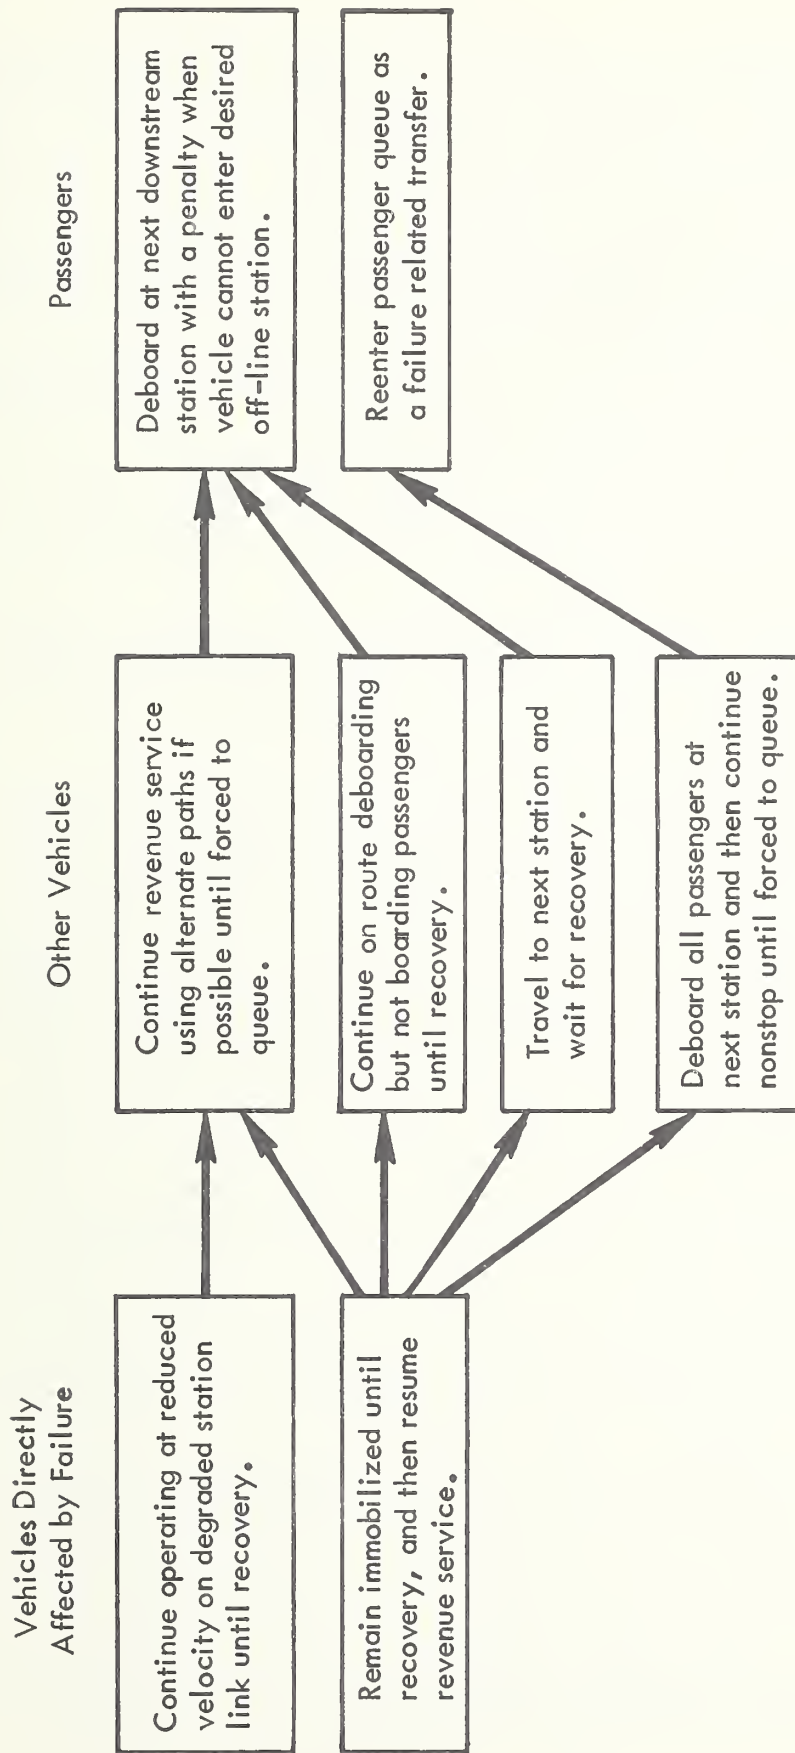 Vehicles Directly
Affected by Failure
Continue operating at reduced
velocity on degraded station
link until recovery.
Remain immobilized until
recovery, and then resume
revenue service.
Other Vehicles
Continue revenue service
using alternate paths if
possible until forced to
queue.
Continue on route deboarding
but not boarding passengers
until recovery.
Travel to next station and
wait for recovery.
Deboard all passengers at
next station and then continue
nonstop until forced to queue.
Passengers
Deboard at next downstream
station with a penalty when
vehicle cannot enter desired
off-line station.
Reenter passenger queue as
a failure related transfer.